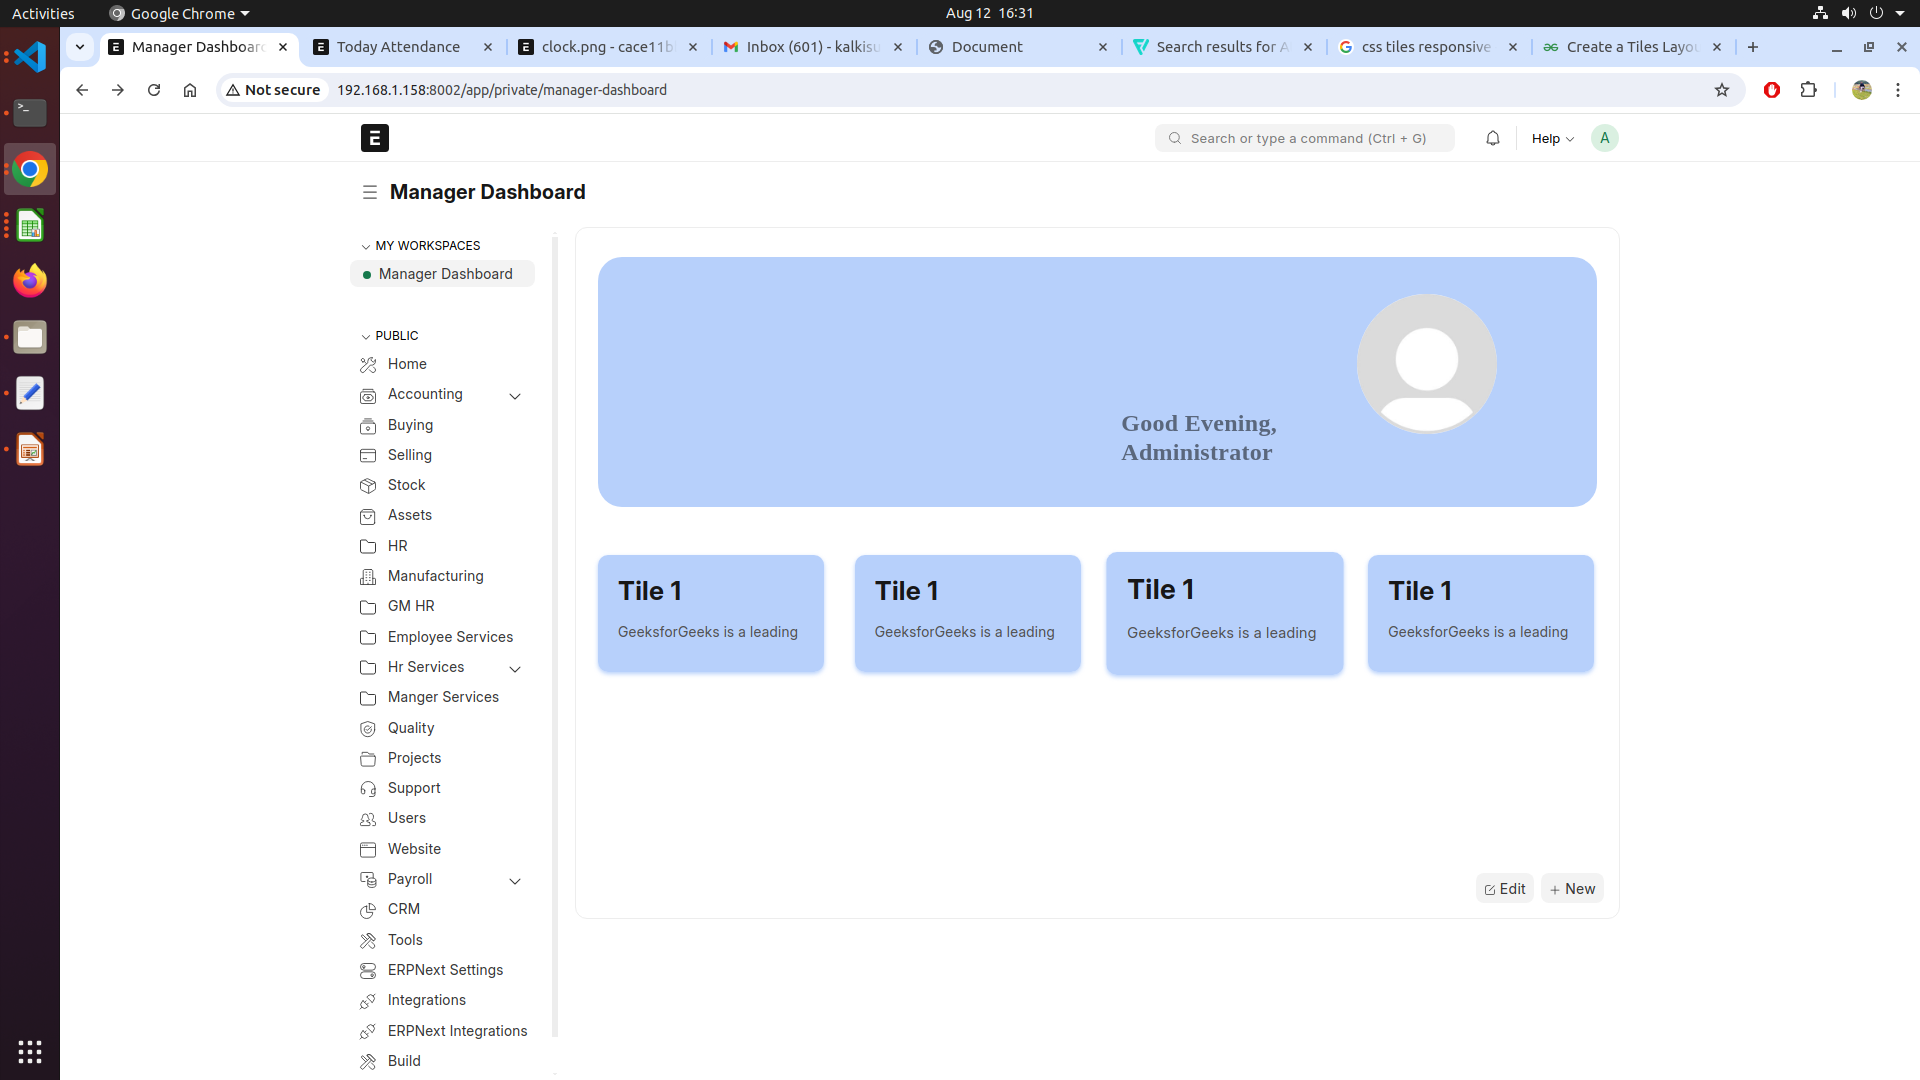 Activities
Google Chrome
Aug 12 16:31
Manager Dashboard
Today Attendance
clock.png - cace11b
Inbox (601) - kalkisu
Document
Search results for A
css tiles responsive
Create a Tiles Layou
Not secure
192.168.1.158:8002/app/private/manager-dashboard
E
Search or type a command (Ctrl + G)
Help
A
Manager Dashboard
MY WORKSPACES
Manager Dashboard
PUBLIC
Home
Accounting
Buying
Selling
Stock
Assets
HR
Manufacturing
GM HR
Employee Services
Hr Services
Manger Services
Quality
Projects
Support
Users
Website
Payroll
CRM
Tools
ERPNext Settings
Integrations
ERPNext Integrations
Build
Good Evening,
Administrator
Tile 1
GeeksforGeeks is a leading
Tile 1
GeeksforGeeks is a leading
Tile 1
GeeksforGeeks is a leading
Tile 1
GeeksforGeeks is a leading
Edit
New